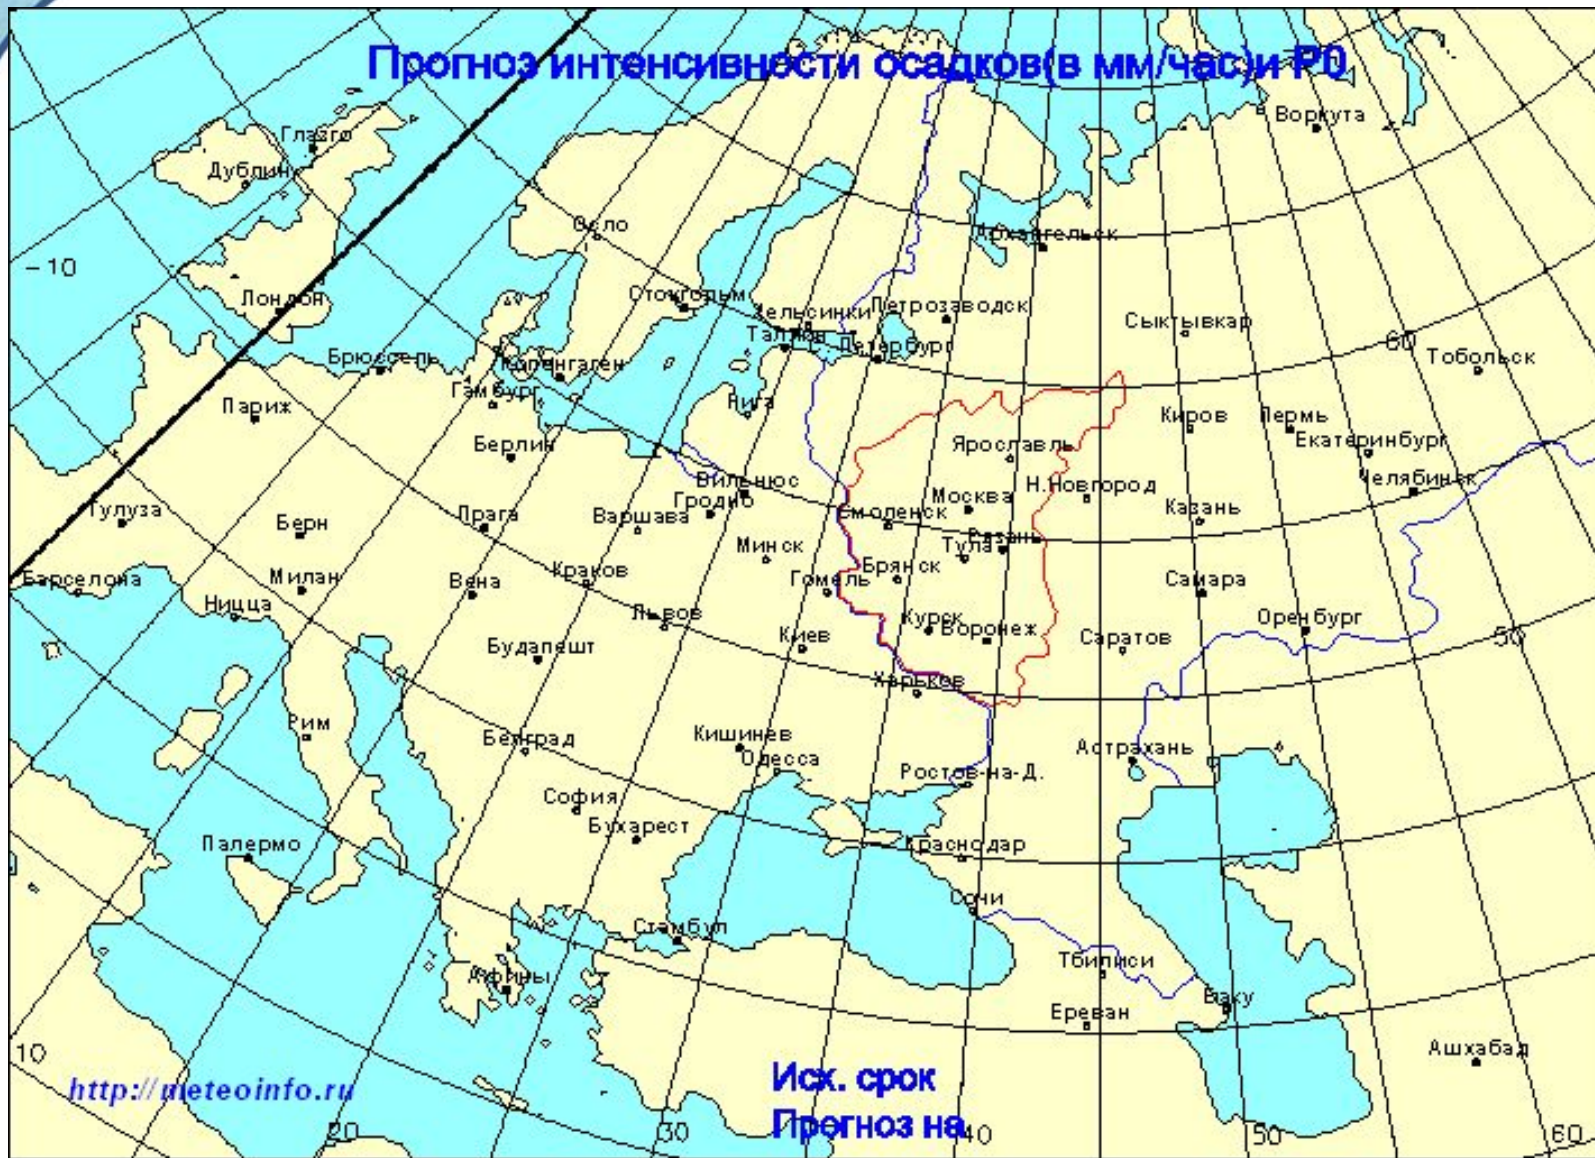 Прогноз интенсивности осадков(в мм/час)и P0
Воркута
Глазго
Дублин
Осло
Архангельск
-10
Лондон
Стокгольм
Хельсинки
Петрозаводск
Сыктывкар
Таллин
С. Петербург
60
Тобольск
Брюссель
Копенгаген
Гамбург
Париж
Рига
Киров
Пермь
Берлин
Ярославль
Екатеринбург
Вильнюс
Москва
Н.Новгород
Челябинск
Тулуза
Берн
Прага
Варшава
Гродно
Смоленск
Казань
Рязань
Минск
Тула
Барселона
Милан
Вена
Краков
Гомель
Брянск
Самара
Ницца
Львов
Киев
Курск
Воронеж
Саратов
Оренбург
50
Будапешт
Харьков
Рим
Белград
Кишинев
Одесса
Астрахань
Ростов-на-Д.
София
Бухарест
Палермо
Краснодар
Сочи
Стамбул
Афины
Тбилиси
Баку
Ереван
Ашхабад
10
http://meteoinfo.ru
Исх. срок
Прогноз на
20
30
40
50
60